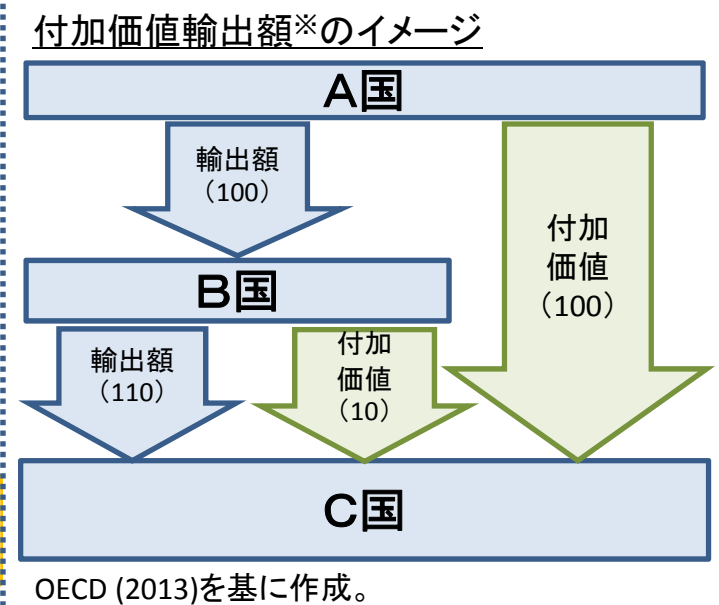 付加価値輸出額※のイメージ
A国
輸出額
（100）
付加
価値
（100）
B国
輸出額
（110）
付加
価値
（10）
C国
OECD (2013)を基に作成。